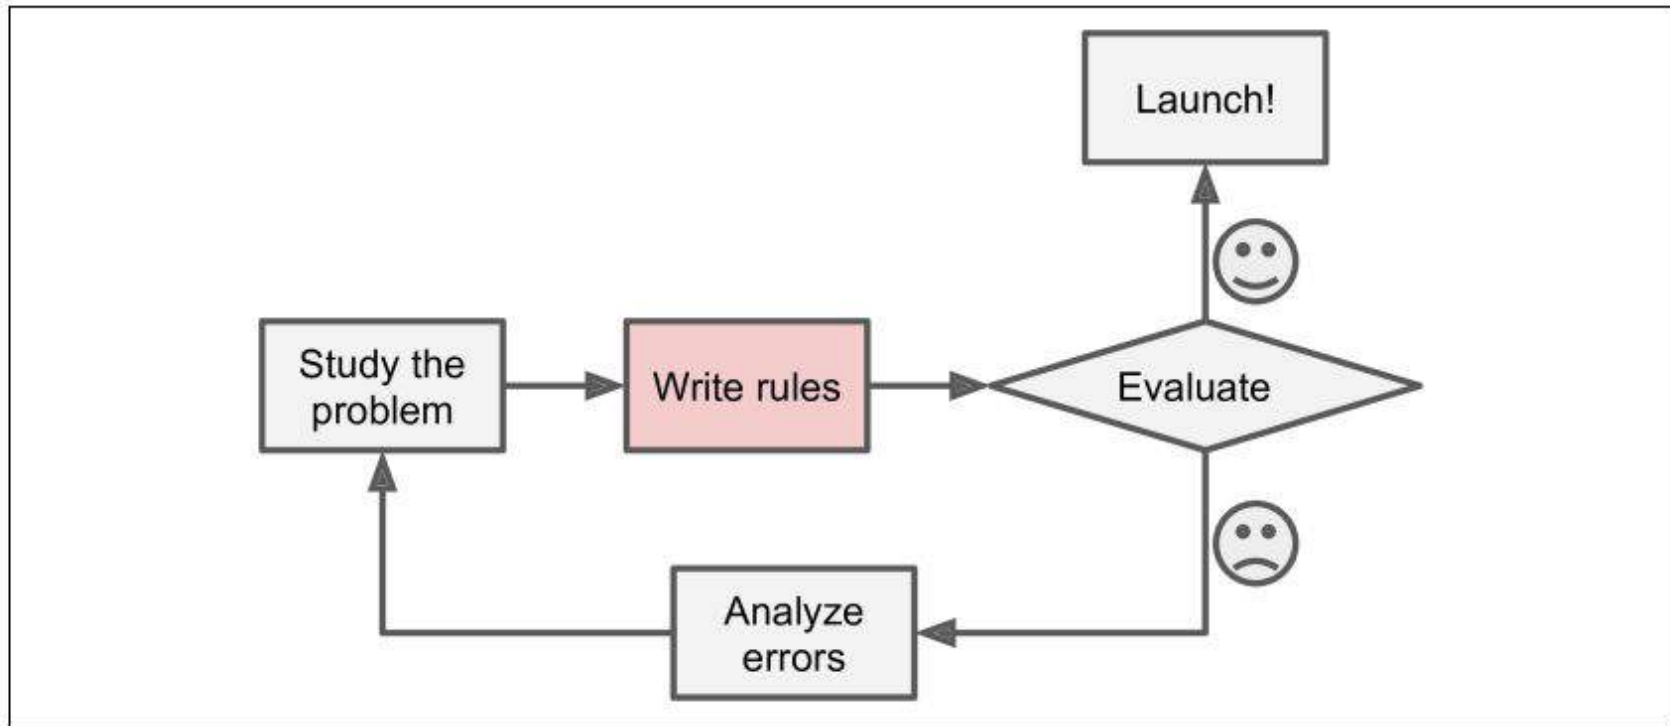 Launch!
Study the
problem
Write rules
Evaluate
Analyze
errors